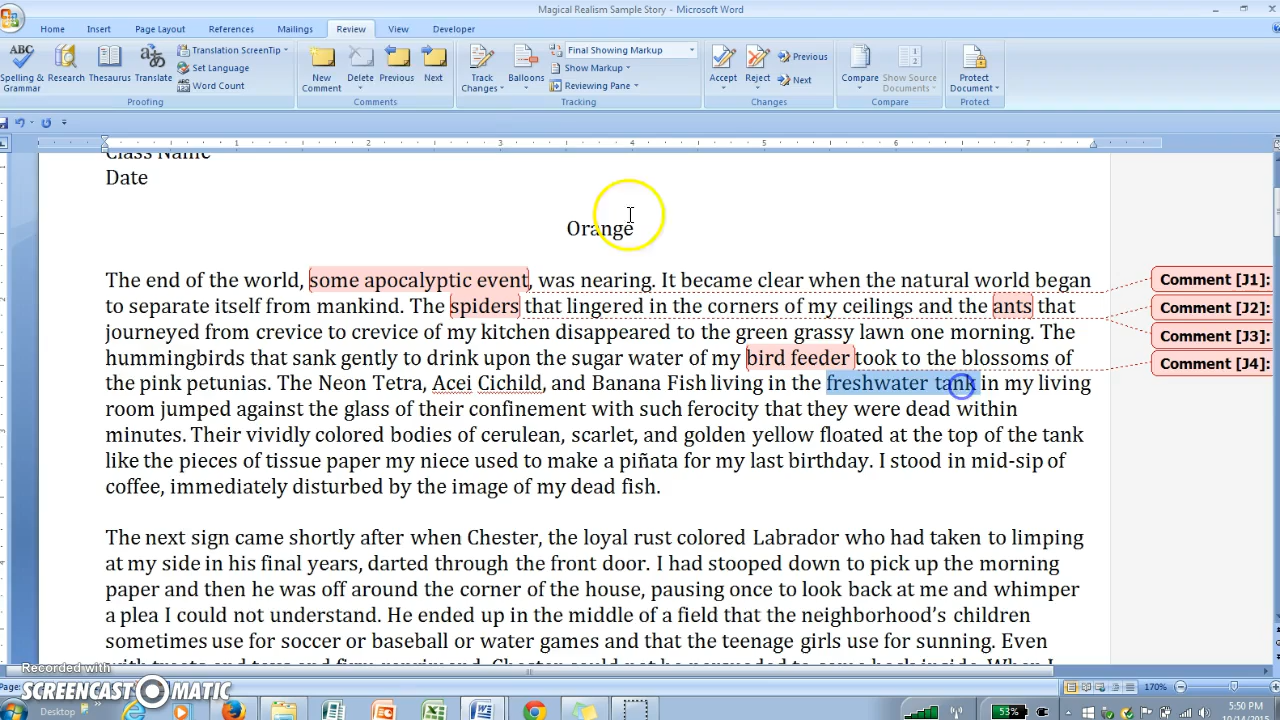 Magical Realism Sample Story - Microsoft Word
Home Insert Page Layout References Mailings Review View Developer
ABC Spelling & Grammar
Research
Thesaurus
Translate
Translation ScreenTip
Set Language
Word Count
Proofing
New Comment
Delete
Previous
Next
Comments
Track Changes
Balloons
Final Showing Markup
Show Markup
Reviewing Pane
Tracking
Accept
Reject
Previous
Next
Changes
Compare
Show Source Documents
Compare
Protect Document
Protect
1 2 3 4 5 6 7
Class Name
Date
Orange
The end of the world, some apocalyptic event, was nearing. It became clear when the natural world began
to separate itself from mankind. The spiders that lingered in the corners of my ceilings and the ants that
journeyed from crevice to crevice of my kitchen disappeared to the green grassy lawn one morning. The
hummingbirds that sank gently to drink upon the sugar water of my bird feeder took to the blossoms of
the pink petunias. The Neon Tetra, Acei Cichild, and Banana Fish living in the freshwater tank in my living
room jumped against the glass of their confinement with such ferocity that they were dead within
minutes. Their vividly colored bodies of cerulean, scarlet, and golden yellow floated at the top of the tank
like the pieces of tissue paper my niece used to make a piñata for my last birthday. I stood in mid-sip of
coffee, immediately disturbed by the image of my dead fish.
The next sign came shortly after when Chester, the loyal rust colored Labrador who had taken to limping
at my side in his final years, darted through the front door. I had stooped down to pick up the morning
paper and then he was off around the corner of the house, pausing once to look back at me and whimper
a plea I could not understand. He ended up in the middle of a field that the neighborhood's children
sometimes use for soccer or baseball or water games and that the teenage girls use for sunning. Even
Comment [J1]:
Comment [J2]:
Comment [J3]:
Comment [J4]:
Recorded with
SCREENCAST MATIC
Page:
170%
Desktop
53%
5:50 PM
10/14/2015